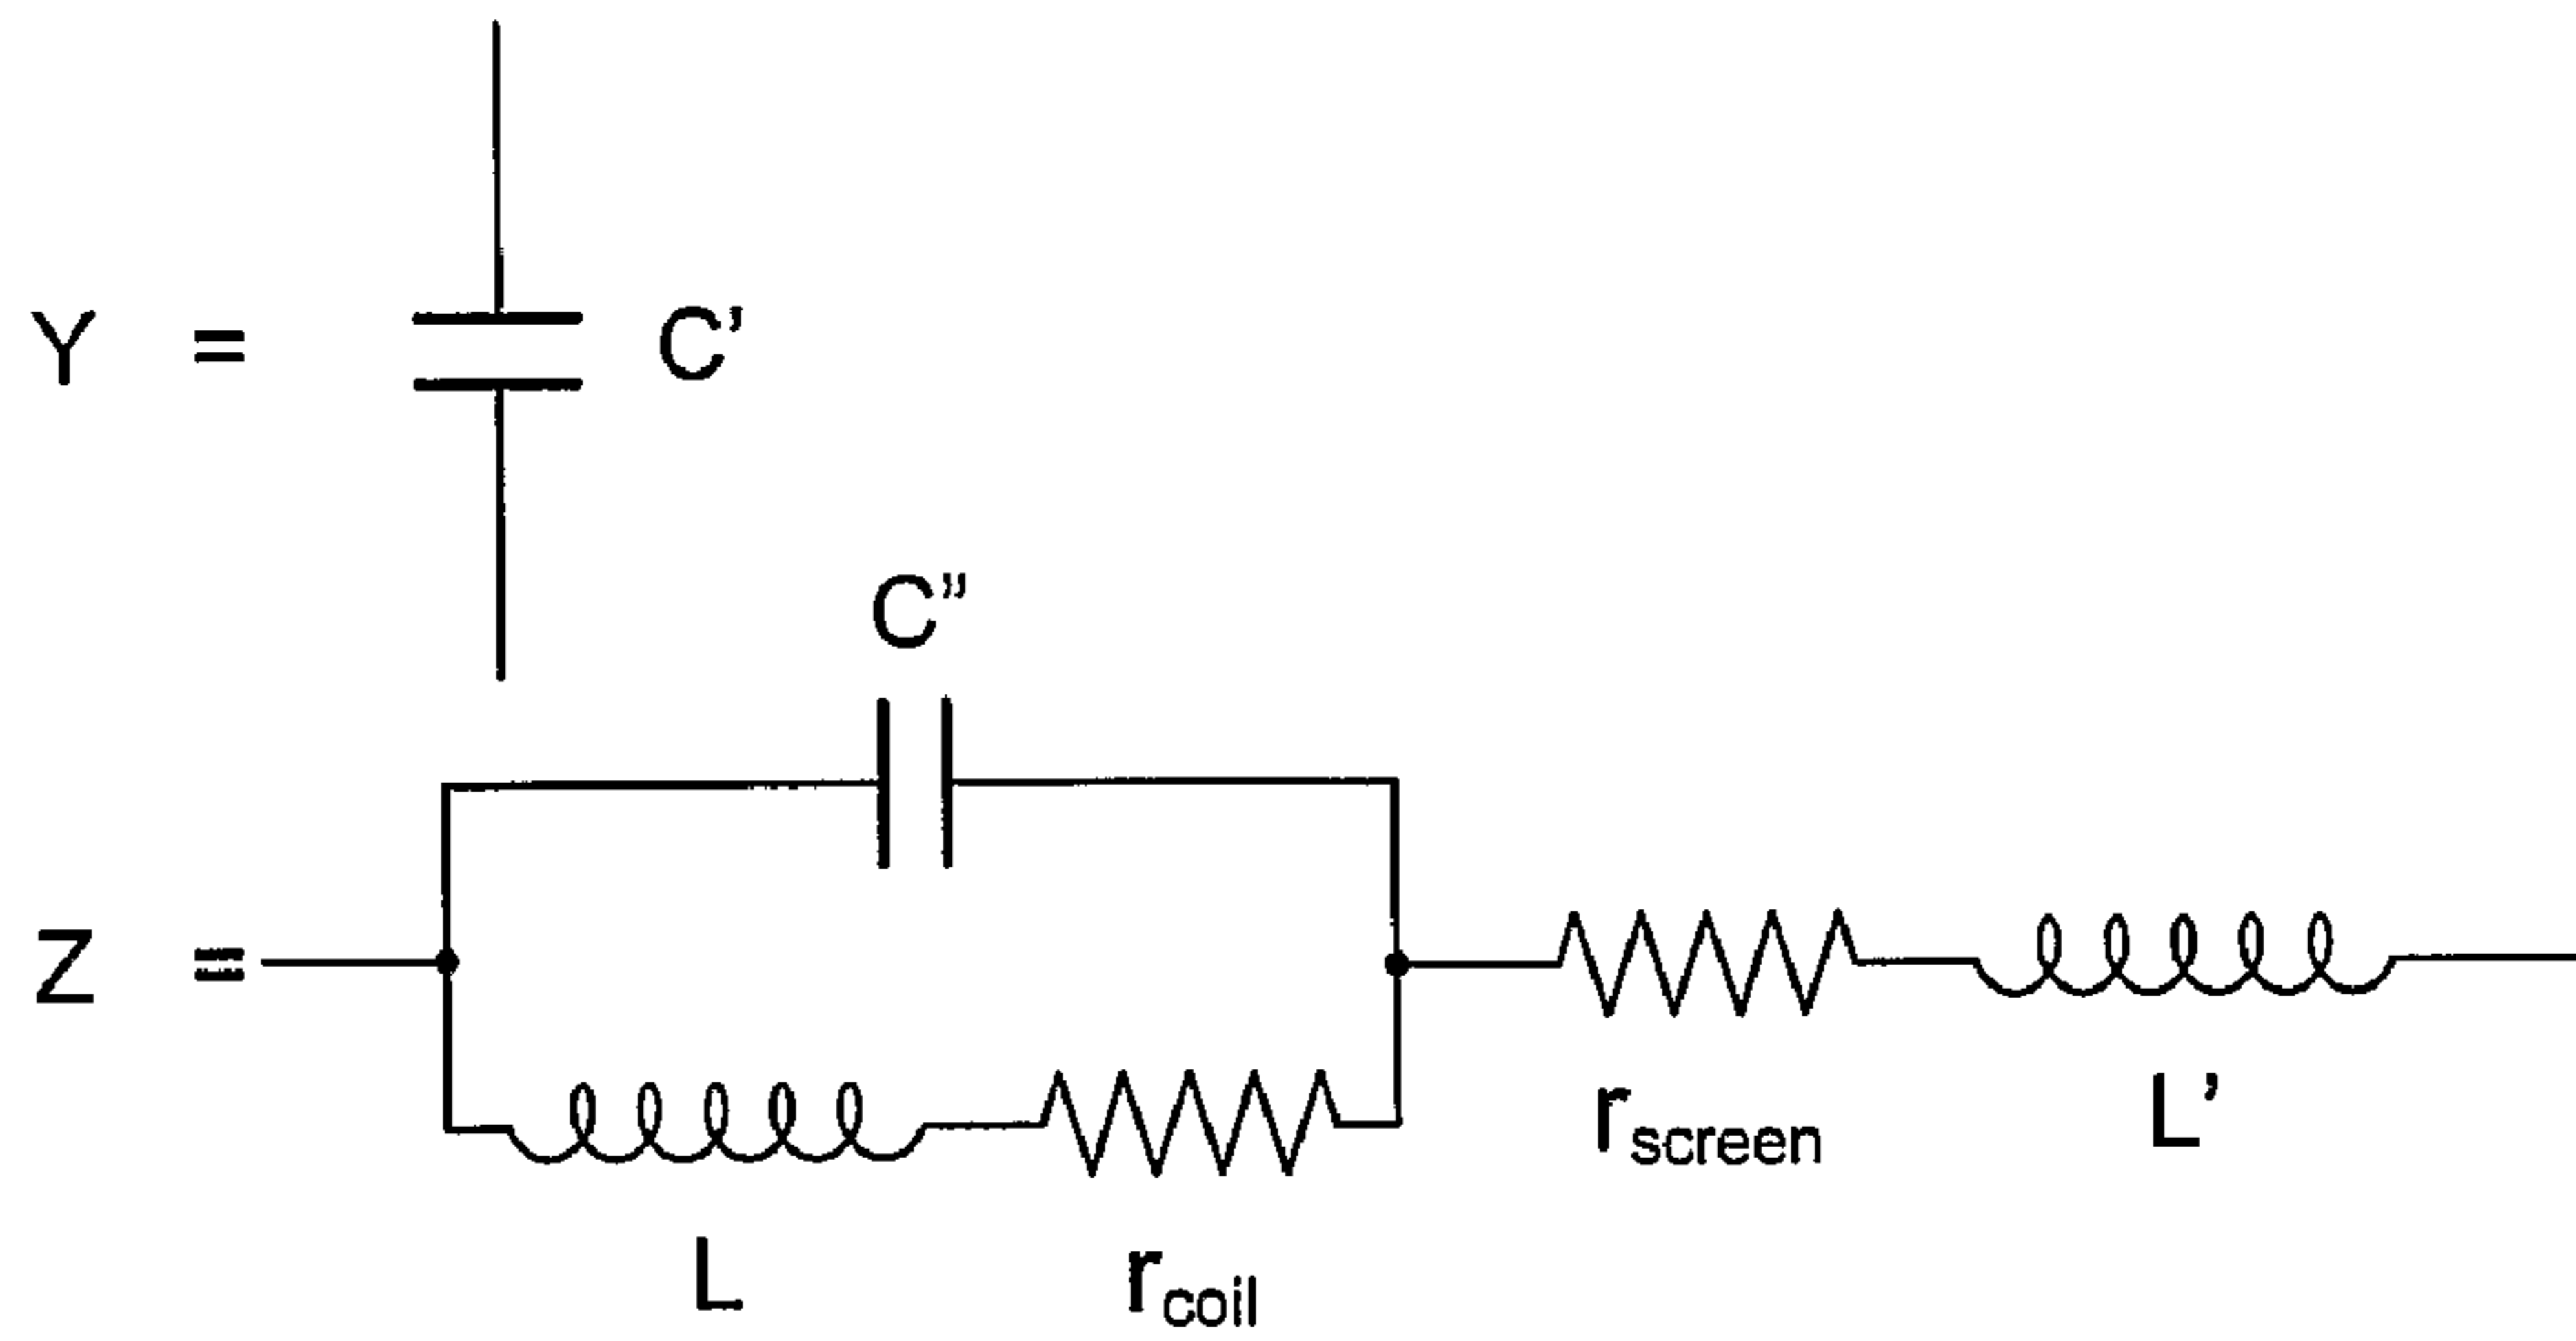 Y = C’
C”
Z =
r_screen L’
L r_coil